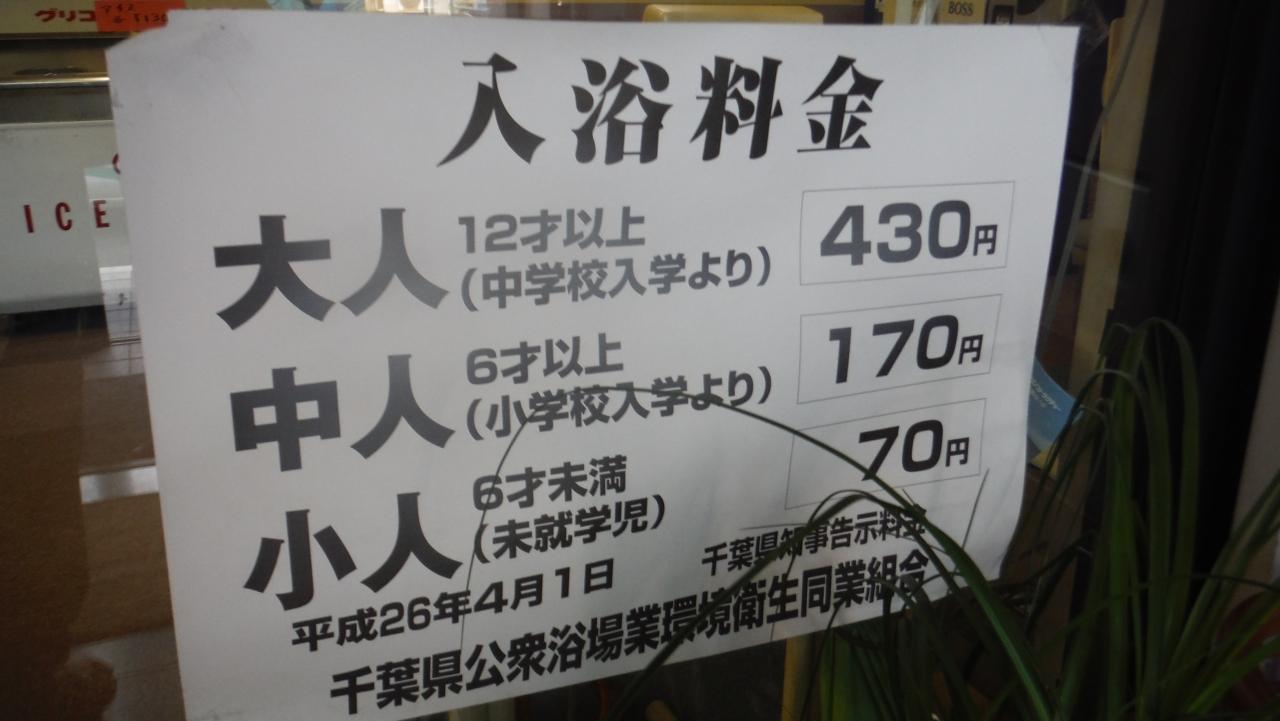 グリコ
BOSS
ICE
入浴料金
大人 12才以上 (中学校入学より) 430円
中人 6才以上 (小学校入学より) 170円
小人 6才未満 (未就学児) 70円
平成26年4月1日 千葉県知事告示料金
千葉県公衆浴場業環境衛生同業組合